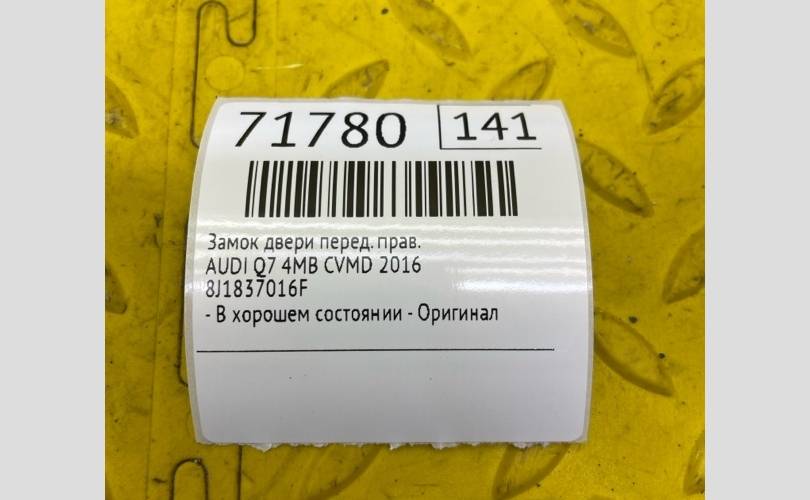 71780 141
Замок двери перед. прав.
AUDI Q7 4MB CVMD 2016
8J1837016F
- В хорошем состоянии - Оригинал